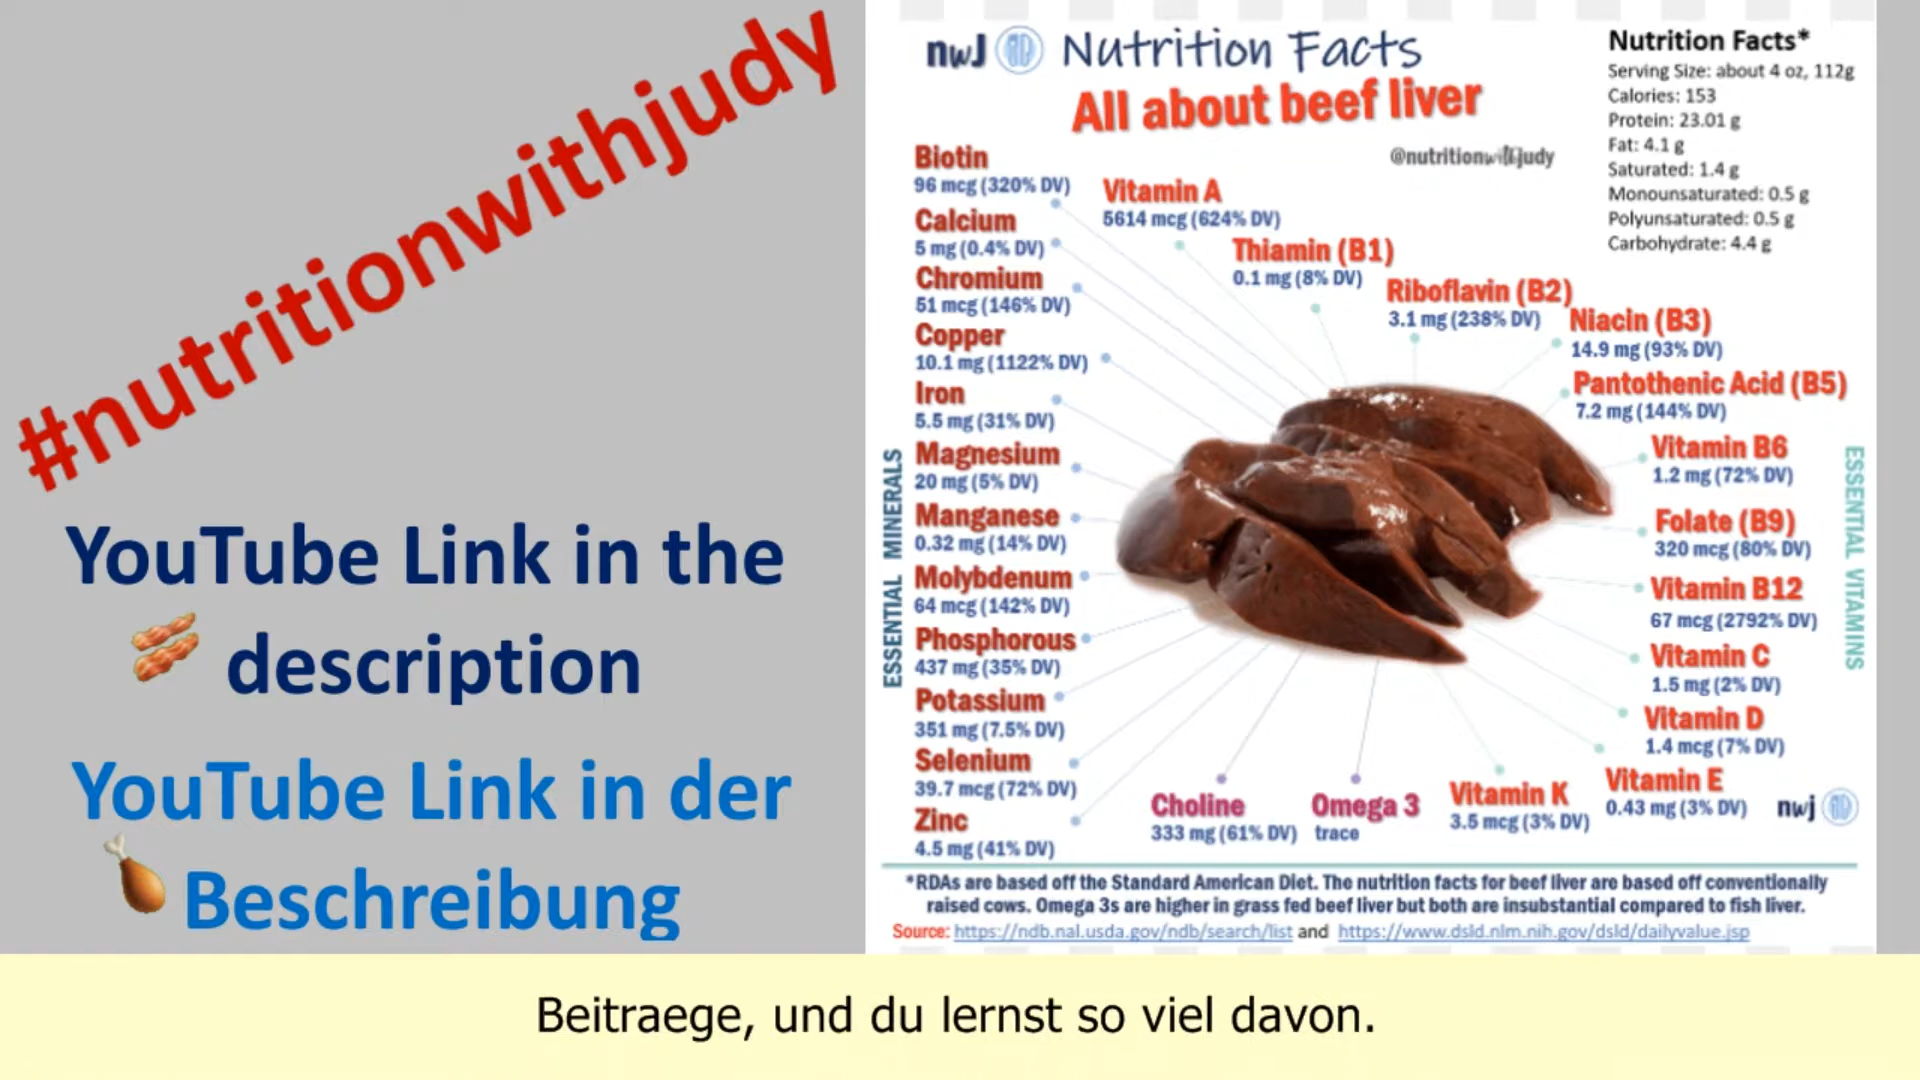 #nutritionwithjudy
YouTube Link in the
description
YouTube Link in der
Beschreibung
nwJ
Nutrition Facts
All about beef liver
@nutritionwithjudy
Nutrition Facts*
Serving Size: about 4 oz, 112g
Calories: 153
Protein: 23.01 g
Fat: 4.1 g
Saturated: 1.4 g
Monounsaturated: 0.5 g
Polyunsaturated: 0.5 g
Carbohydrate: 4.4 g
ESSENTIAL MINERALS
Biotin
96 mcg (320% DV)
Calcium
5 mg (0.4% DV)
Chromium
51 mcg (146% DV)
Copper
10.1 mg (1122% DV)
Iron
5.5 mg (31% DV)
Magnesium
20 mg (5% DV)
Manganese
0.32 mg (14% DV)
Molybdenum
64 mcg (142% DV)
Phosphorous
437 mg (35% DV)
Potassium
351 mg (7.5% DV)
Selenium
39.7 mcg (72% DV)
Zinc
4.5 mg (41% DV)
Vitamin A
5614 mcg (624% DV)
Thiamin (B1)
0.1 mg (8% DV)
Riboflavin (B2)
3.1 mg (238% DV)
Niacin (B3)
14.9 mg (93% DV)
Pantothenic Acid (B5)
7.2 mg (144% DV)
Vitamin B6
1.2 mg (72% DV)
Folate (B9)
320 mcg (80% DV)
Vitamin B12
67 mcg (2792% DV)
Vitamin C
1.5 mg (2% DV)
Vitamin D
1.4 mcg (7% DV)
Vitamin E
0.43 mg (3% DV)
Vitamin K
3.5 mcg (3% DV)
Omega 3
trace
Choline
333 mg (61% DV)
ESSENTIAL VITAMINS
nwj
*RDAs are based off the Standard American Diet. The nutrition facts for beef liver are based off conventionally
raised cows. Omega 3s are higher in grass fed beef liver but both are insubstantial compared to fish liver.
Source: https://ndb.nal.usda.gov/ndb/search/list and https://www.dsld.nlm.nih.gov/dsld/dailyvalue.jsp
Beitraege, und du lernst so viel davon.